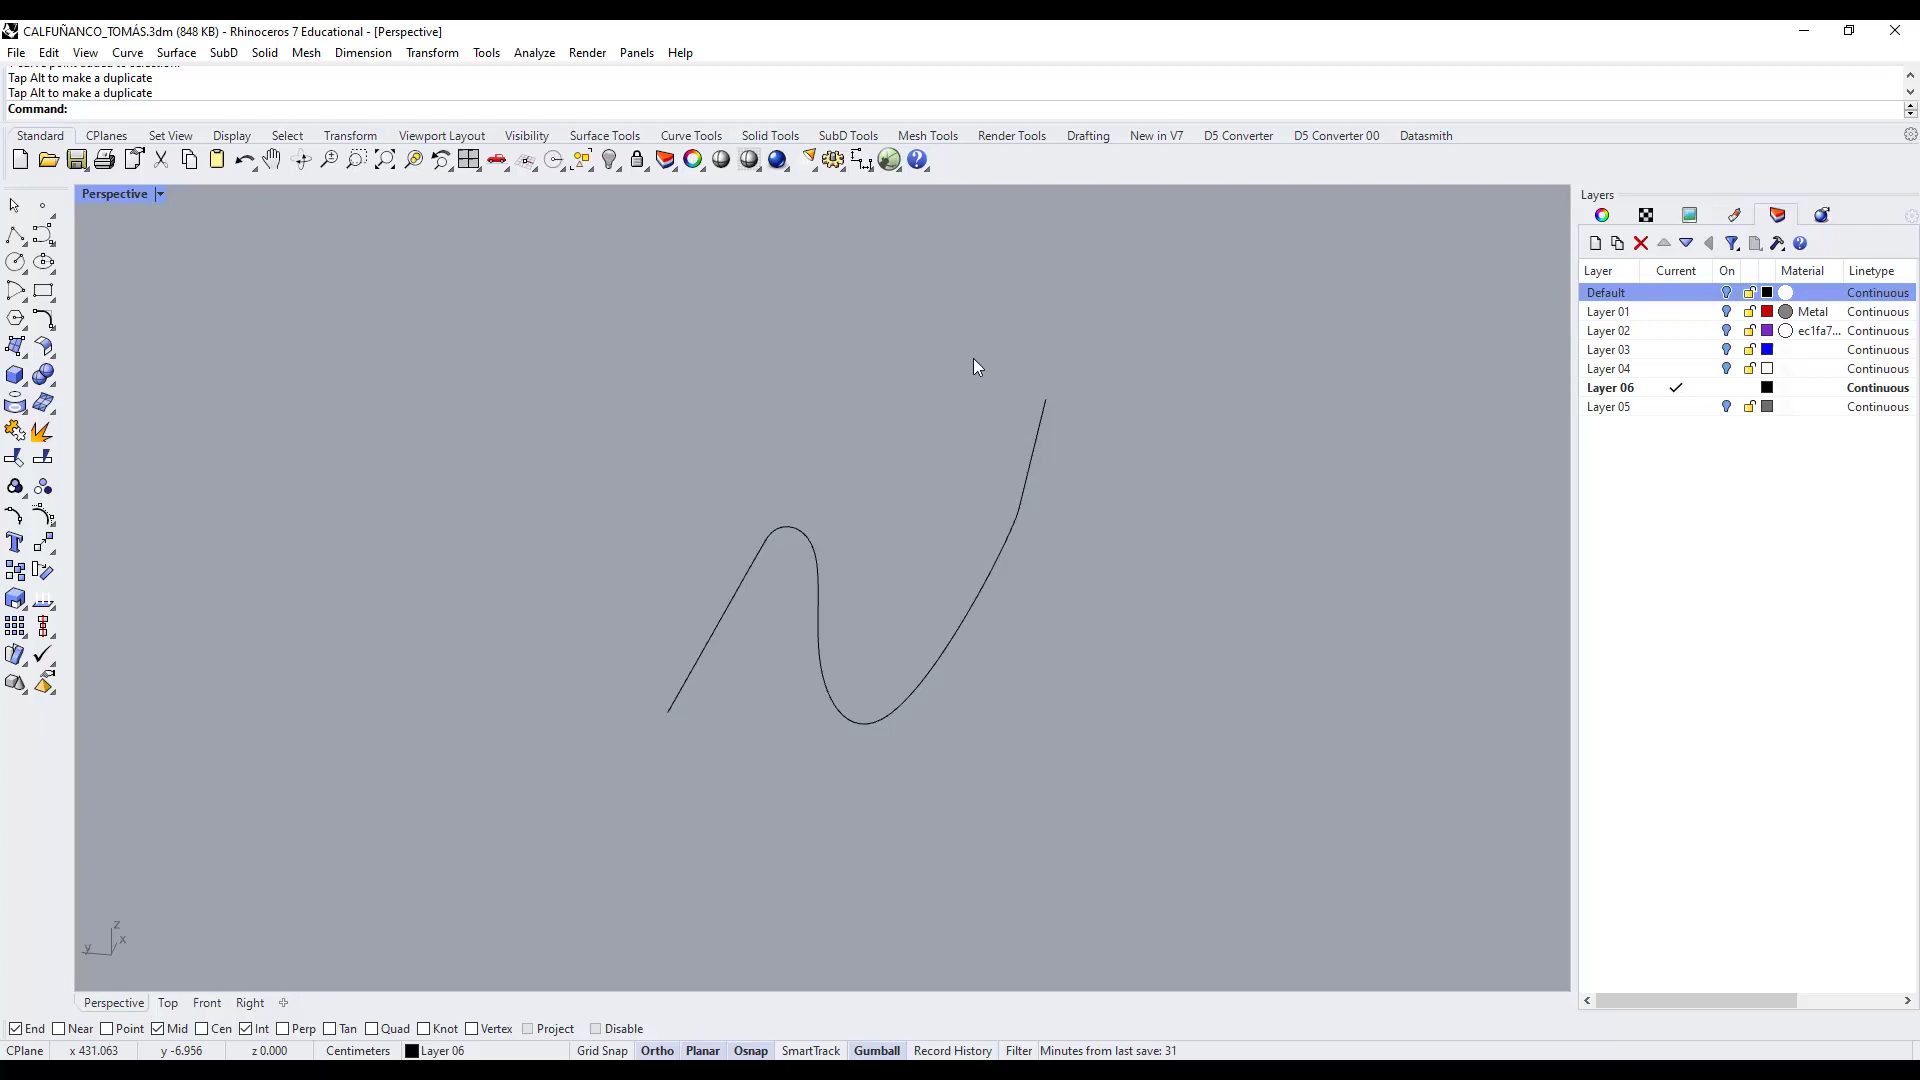 CALFUÑANCO_TOMÁS.3dm (848 KB) - Rhinoceros 7 Educational - [Perspective]
File Edit View Curve Surface SubD Solid Mesh Dimension Transform Tools Analyze Render Panels Help
Tap Alt to make a duplicate
Tap Alt to make a duplicate
Command:
Standard CPlanes Set View Display Select Transform Viewport Layout Visibility Surface Tools Curve Tools Solid Tools SubD Tools Mesh Tools Render Tools Drafting New in V7 D5 Converter D5 Converter 00 Datasmith
Perspective
Layers
Layer Current On Material Linetype
Default Continuous
Layer 01 Metal Continuous
Layer 02 ec1fa7... Continuous
Layer 03 Continuous
Layer 04 Continuous
Layer 06 Continuous
Layer 05 Continuous
z
x
y
Perspective Top Front Right
End Near Point Mid Cen Int Perp Tan Quad Knot Vertex Project Disable
CPlane x 431.063 y -6.956 z 0.000 Centimeters Layer 06 Grid Snap Ortho Planar Osnap SmartTrack Gumball Record History Filter Minutes from last save: 31